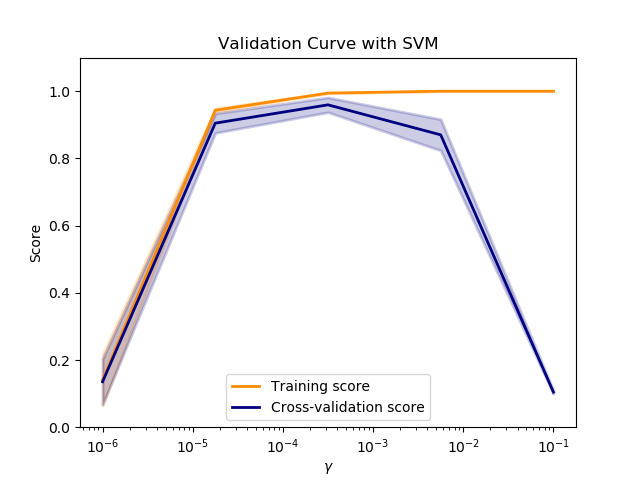 Validation Curve with SVM
Score
1.0
0.8
0.6
0.4
0.2
0.0
Training score
Cross-validation score
10⁻⁶ 10⁻⁵ 10⁻⁴ 10⁻³ 10⁻² 10⁻¹
γ